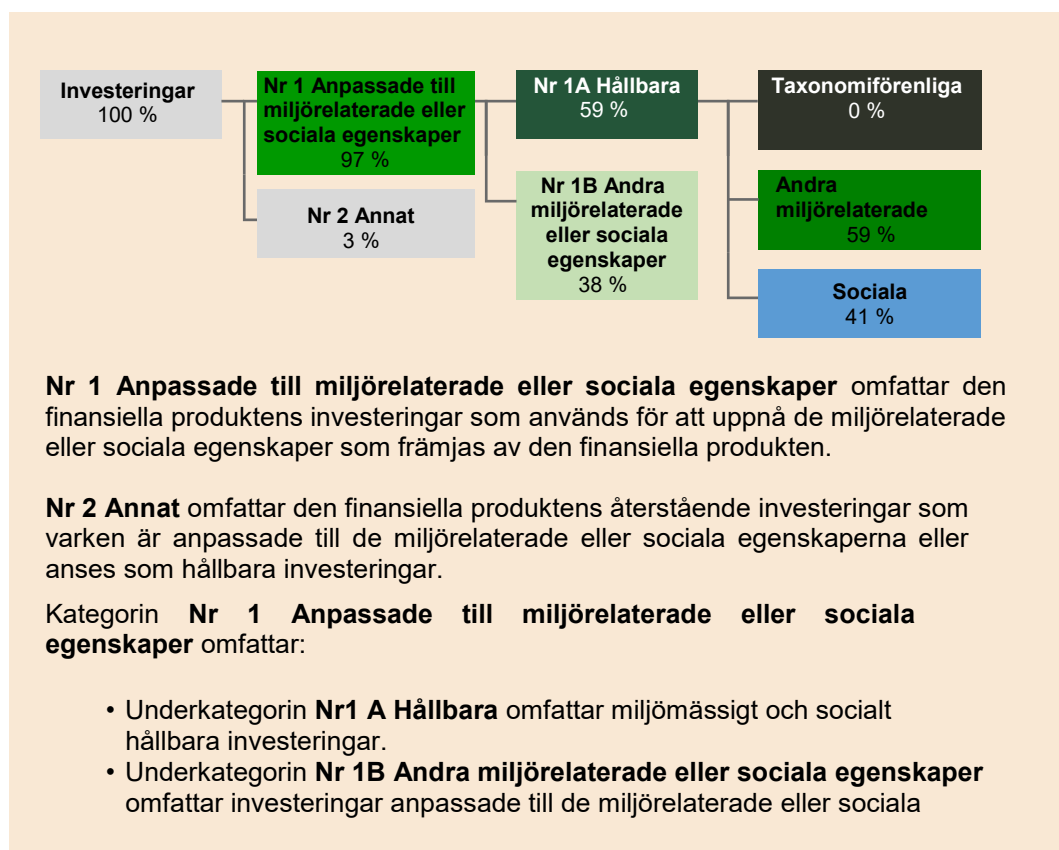 Investeringar
100 %
Nr 1 Anpassade till
miljörelaterade eller
sociala egenskaper
97 %
Nr 2 Annat
3 %
Nr 1A Hållbara
59 %
Nr 1B Andra
miljörelaterade
eller sociala
egenskaper
38 %
Taxonomiförenliga
0 %
Andra
miljörelaterade
59 %
Sociala
41 %
Nr 1 Anpassade till miljörelaterade eller sociala egenskaper omfattar den
finansiella produktens investeringar som används för att uppnå de miljörelaterade
eller sociala egenskaper som främjas av den finansiella produkten.
Nr 2 Annat omfattar den finansiella produktens återstående investeringar som
varken är anpassade till de miljörelaterade eller sociala egenskaperna eller
anses som hållbara investeringar.
Kategorin Nr 1 Anpassade till miljörelaterade eller sociala
egenskaper omfattar:
• Underkategorin Nr1 A Hållbara omfattar miljömässigt och socialt
hållbara investeringar.
• Underkategorin Nr 1B Andra miljörelaterade eller sociala egenskaper
omfattar investeringar anpassade till de miljörelaterade eller sociala